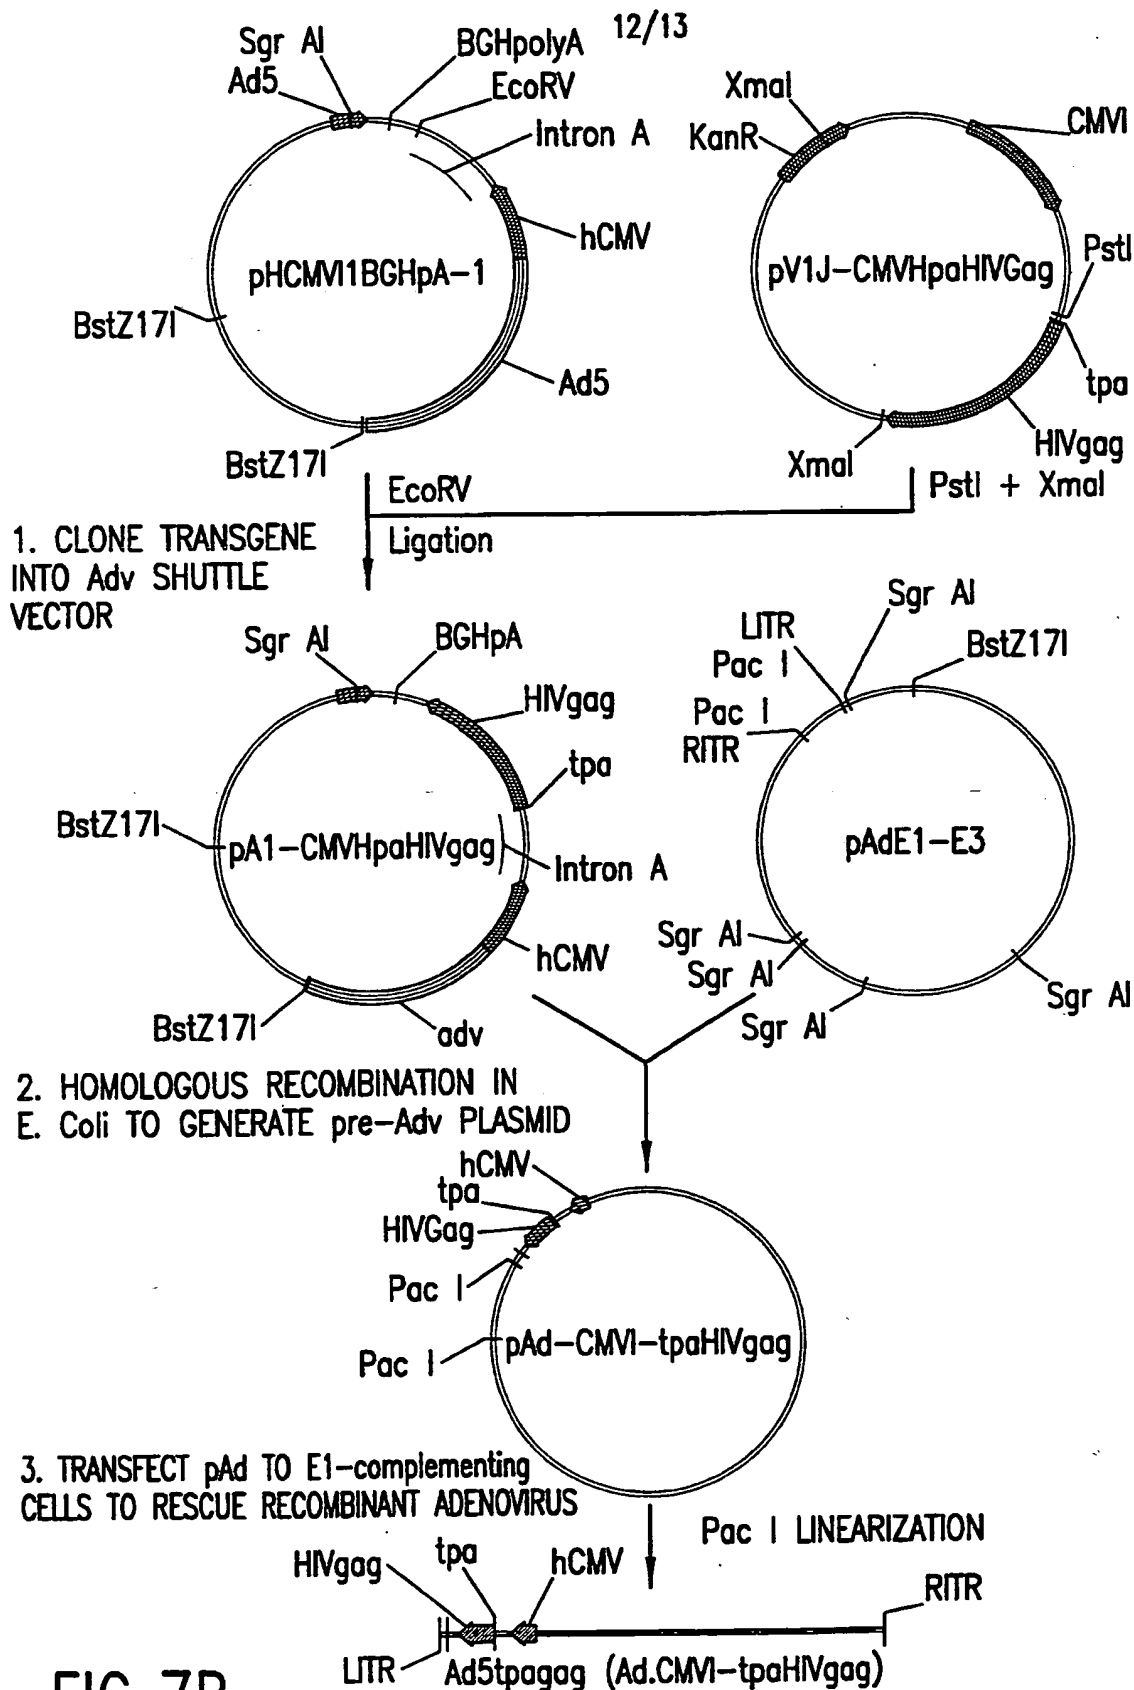 12/13
Sgr AI
BGHpolyA
Ad5
EcoRV
Intron A
hCMV
pHCMVI1BGHpA-1
BstZ17I
Ad5
BstZ17I
XmaI
KanR
CMVI
PstI
pV1J-CMVHpaHIVGag
tpa
HIVgag
XmaI
EcoRV
PstI + XmaI
Ligation
1. CLONE TRANSGENE
INTO Adv SHUTTLE
VECTOR
Sgr AI
BGHpA
HIVgag
tpa
BstZ17I
pA1-CMVHpaHIVgag
Intron A
hCMV
BstZ17I
adv
Sgr AI
LITR
Pac I
BstZ17I
Pac I
RITR
pAdE1-E3
Sgr AI
Sgr AI
Sgr AI
Sgr AI
2. HOMOLOGOUS RECOMBINATION IN
E. Coli TO GENERATE pre-Adv PLASMID
hCMV
tpa
HIVGag
Pac I
Pac I
pAd-CMVI-tpaHIVgag
3. TRANSFECT pAd TO E1-complementing
CELLS TO RESCUE RECOMBINANT ADENOVIRUS
Pac I LINEARIZATION
HIVgag
tpa
hCMV
RITR
LITR
Ad5tpagag (Ad.CMVI-tpaHIVgag)
FIG. 7B